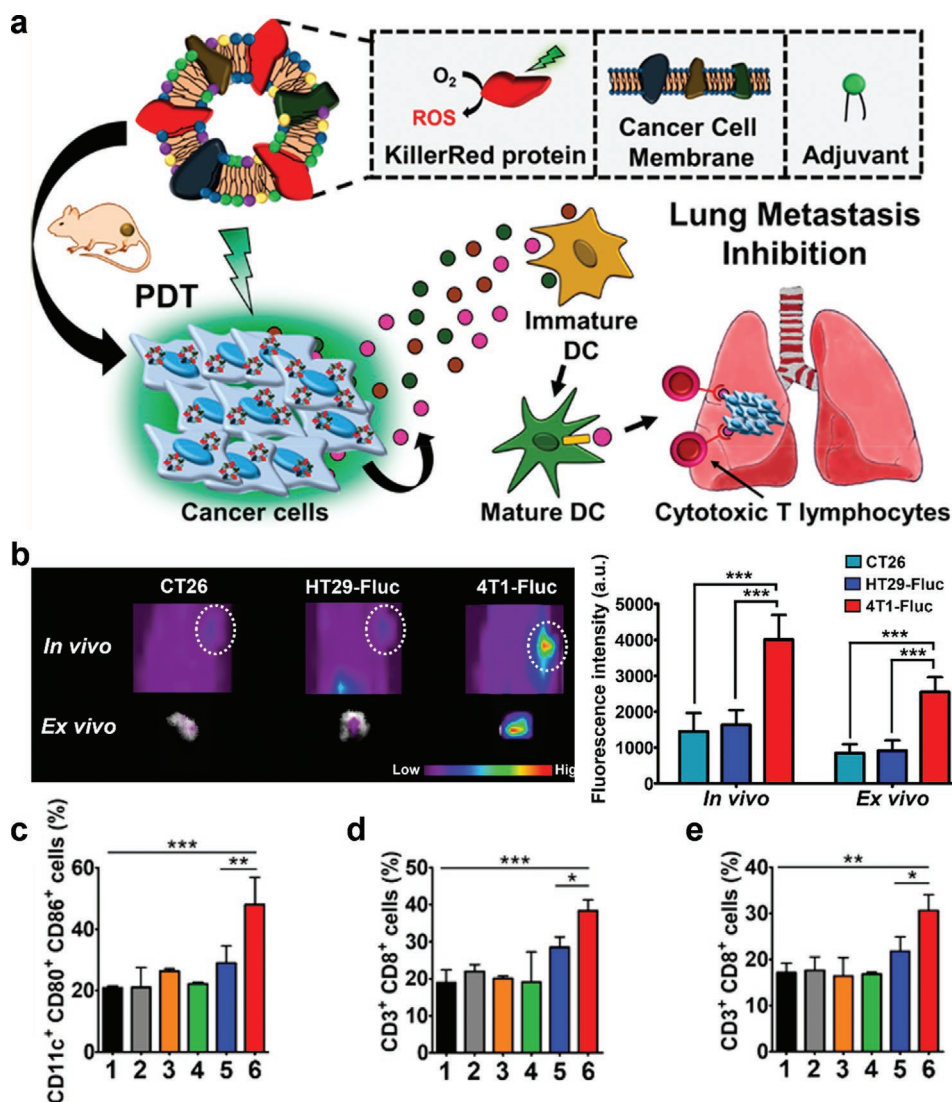 a
O₂
ROS
KillerRed protein
Cancer Cell
Membrane
Adjuvant
PDT
Cancer cells
Immature
DC
Mature DC
Lung Metastasis
Inhibition
Cytotoxic T lymphocytes
b
CT26
HT29-Fluc
4T1-Fluc
In vivo
Ex vivo
Low
High
Fluorescence intensity (a.u.)
5000
4000
3000
2000
1000
0
***
***
***
***
CT26
HT29-Fluc
4T1-Fluc
In vivo
Ex vivo
c
CD11c⁺ CD80⁺ CD86⁺ cells (%)
60
40
20
0
***
**
1 2 3 4 5 6
d
CD3⁺ CD8⁺ cells (%)
50
40
30
20
10
0
***
*
1 2 3 4 5 6
e
CD3⁺ CD8⁺ cells (%)
40
30
20
10
0
**
*
1 2 3 4 5 6